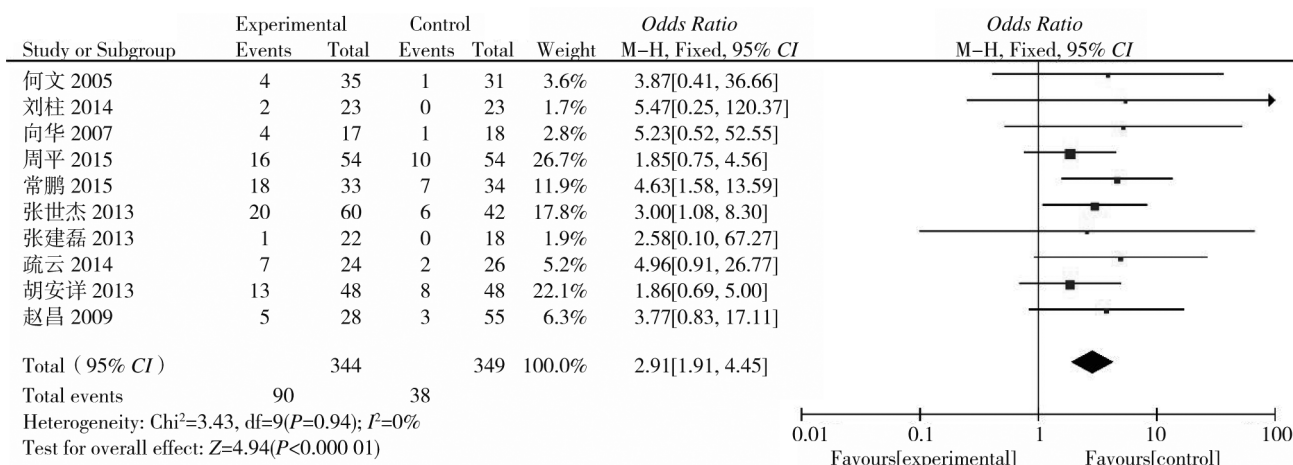 Experimental Control Odds Ratio Odds Ratio
Study or Subgroup Events Total Events Total Weight M-H, Fixed, 95% CI M-H, Fixed, 95% CI
何文 2005 4 35 1 31 3.6% 3.87[0.41, 36.66]
刘柱 2014 2 23 0 23 1.7% 5.47[0.25, 120.37]
向华 2007 4 17 1 18 2.8% 5.23[0.52, 52.55]
周平 2015 16 54 10 54 26.7% 1.85[0.75, 4.56]
常鹏 2015 18 33 7 34 11.9% 4.63[1.58, 13.59]
张世杰 2013 20 60 6 42 17.8% 3.00[1.08, 8.30]
张建磊 2013 1 22 0 18 1.9% 2.58[0.10, 67.27]
疏云 2014 7 24 2 26 5.2% 4.96[0.91, 26.77]
胡安详 2013 13 48 8 48 22.1% 1.86[0.69, 5.00]
赵昌 2009 5 28 3 55 6.3% 3.77[0.83, 17.11]
Total（95% CI） 344 349 100.0% 2.91[1.91, 4.45]
Total events 90 38
Heterogeneity: Chi²=3.43, df=9(P=0.94); I²=0%
Test for overall effect: Z=4.94(P<0.000 01)
0.01 0.1 1 10 100
Favours[experimental] Favours[control]